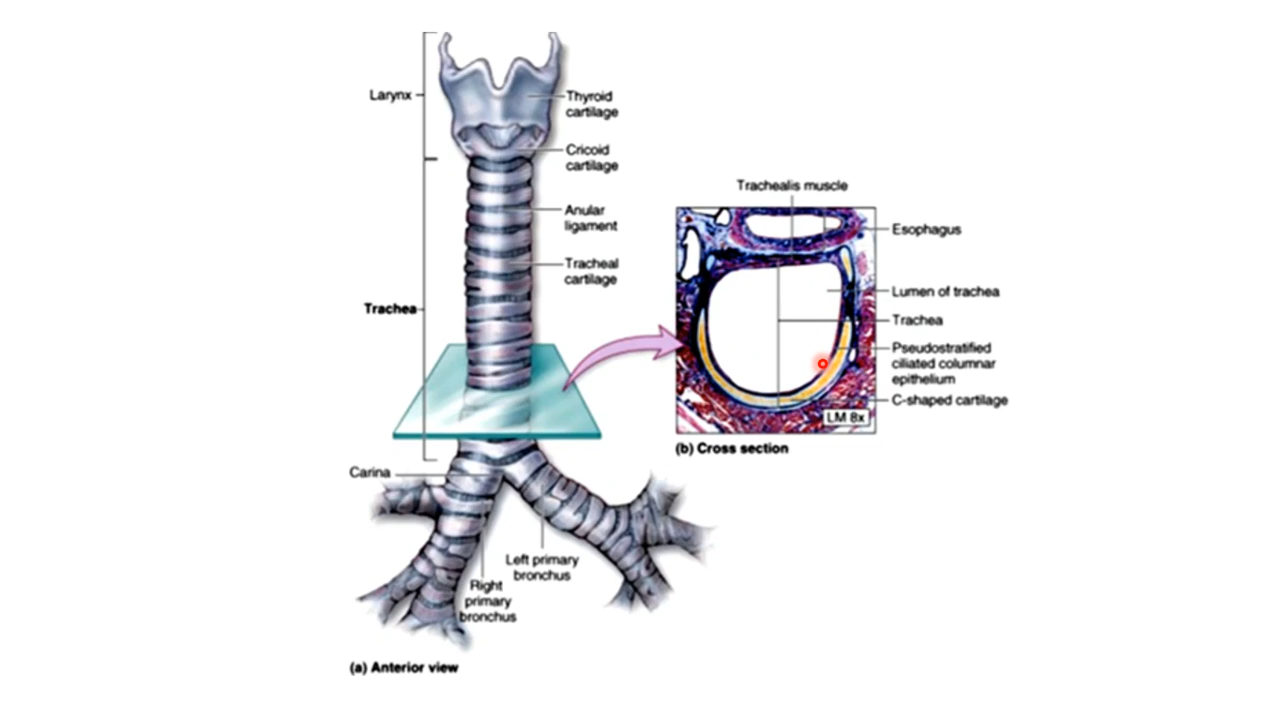 Larynx
Thyroid
cartilage
Cricoid
cartilage
Anular
ligament
Tracheal
cartilage
Trachea
Carina
Left primary
bronchus
Right
primary
bronchus
(a) Anterior view
Trachealis muscle
Esophagus
Lumen of trachea
Trachea
Pseudostratified
ciliated columnar
epithelium
C-shaped cartilage
LM 8x
(b) Cross section